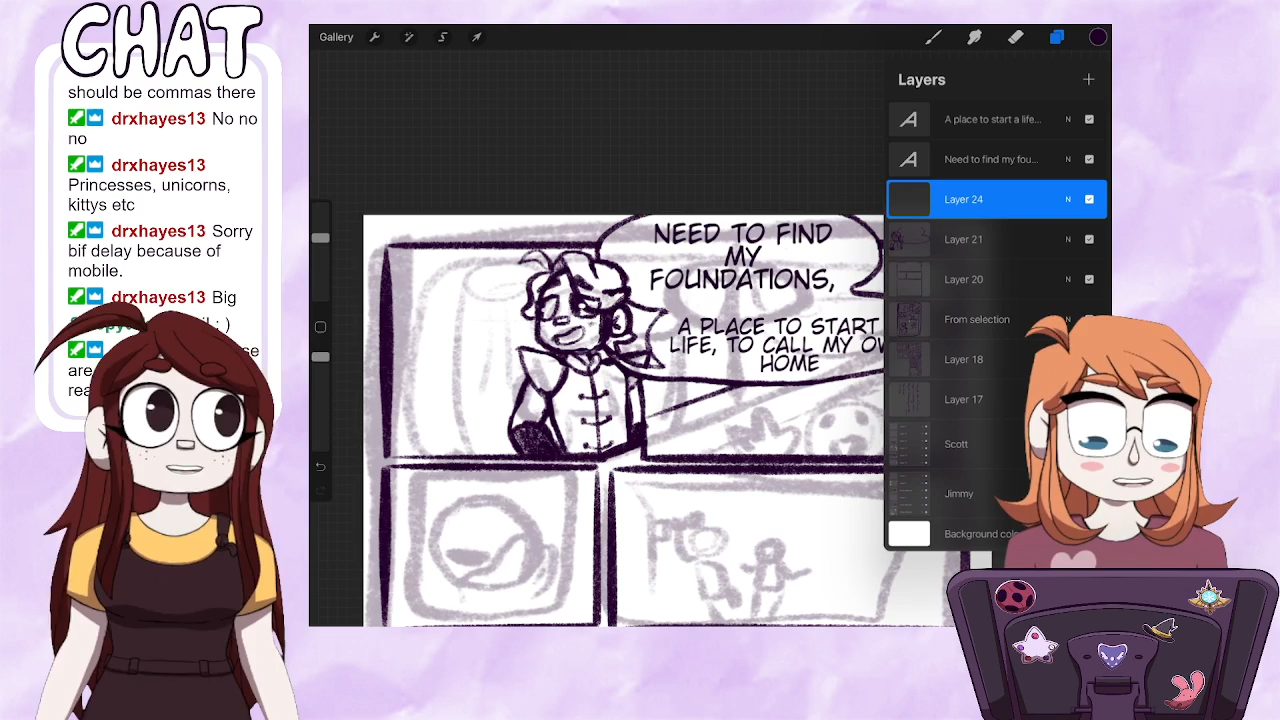 CHAT
should be commas there
drxhayes13 No no
no
drxhayes13
Princesses, unicorns,
kittys etc
drxhayes13 Sorry
bif delay because of
mobile.
drxhayes13 Big
; )
are
Gallery
Layers
A place to start a life... N
Need to find my fou... N
Layer 24 N
Layer 21 N
Layer 20 N
From selection
Layer 18
Layer 17
Scott
Jimmy
Background
NEED TO FIND
MY
FOUNDATIONS,
A PLACE TO START
LIFE, TO CALL MY
HOME